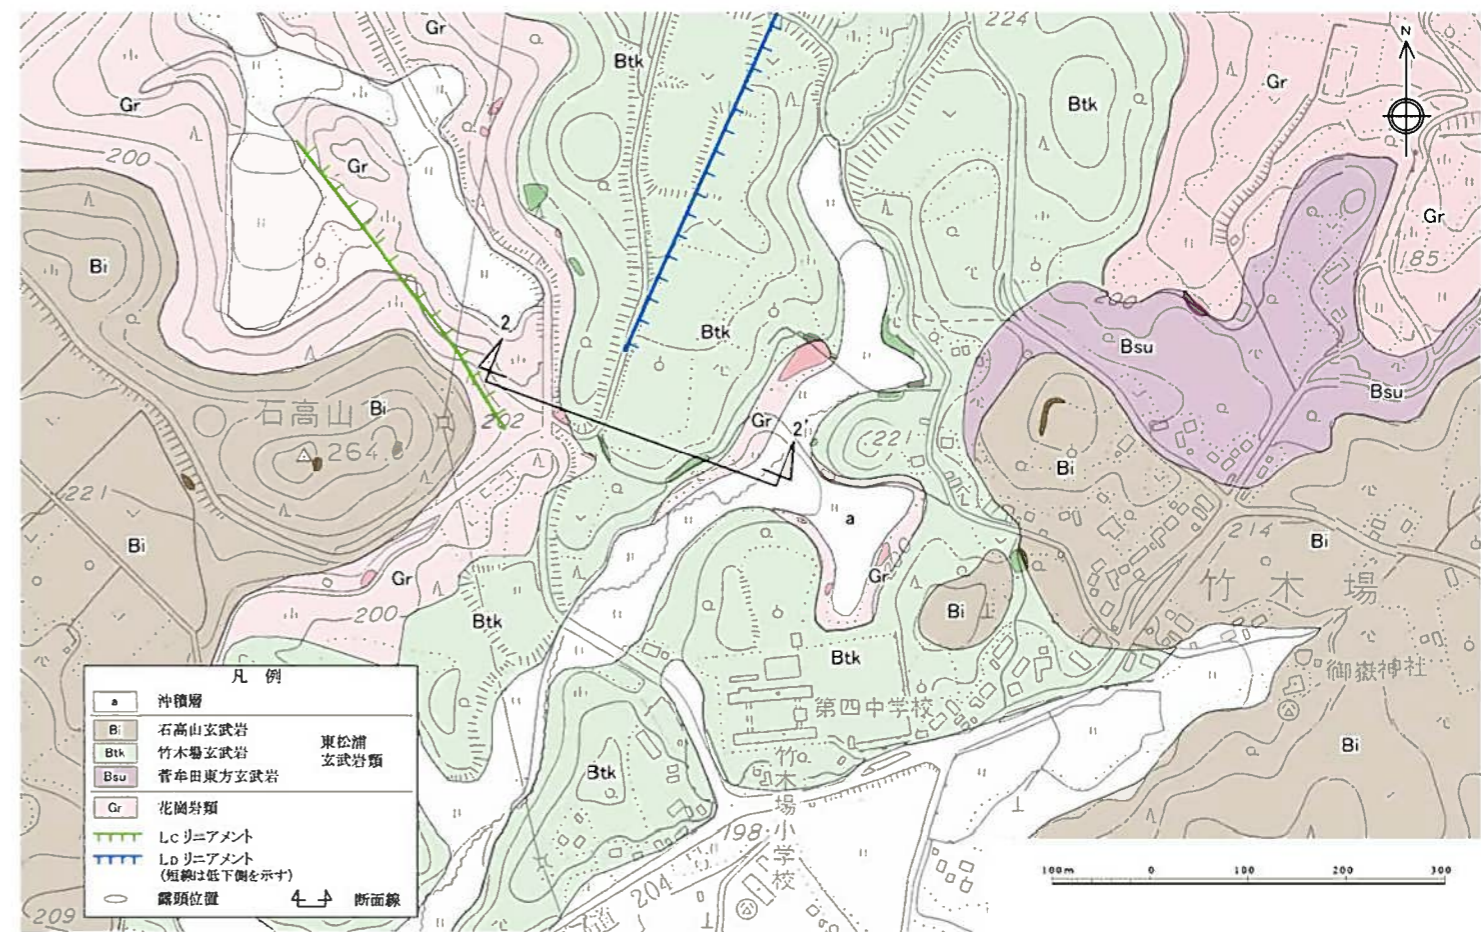 Gr
Btk
224
N
Gr
Btk
Gr
Gr
200
Gr
185
Bi
200
Btk
Bsu
2
Bsu
石高山
Bi
264.
202
Gr
2'
221
Bi
221
a
214
Bi
Bi
Gr
竹木場
Gr
200
Btk
Bi
Btk
御嶽神社
第四中学校
Bi
竹木場小学校
Btk
198
204
道
209
凡 例
a 沖積層
Bi 石高山玄武岩
Btk 竹木場玄武岩
東松浦
玄武岩類
Bsu 菅牟田東方玄武岩
Gr 花崗岩類
LC リニアメント
LD リニアメント
(短線は低下側を示す)
露頭位置
断面線
100m 0 100 200 300